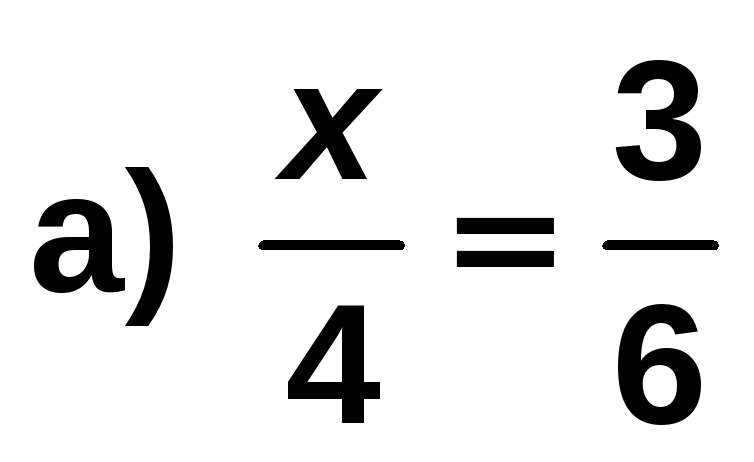 a) x/4 = 3/6